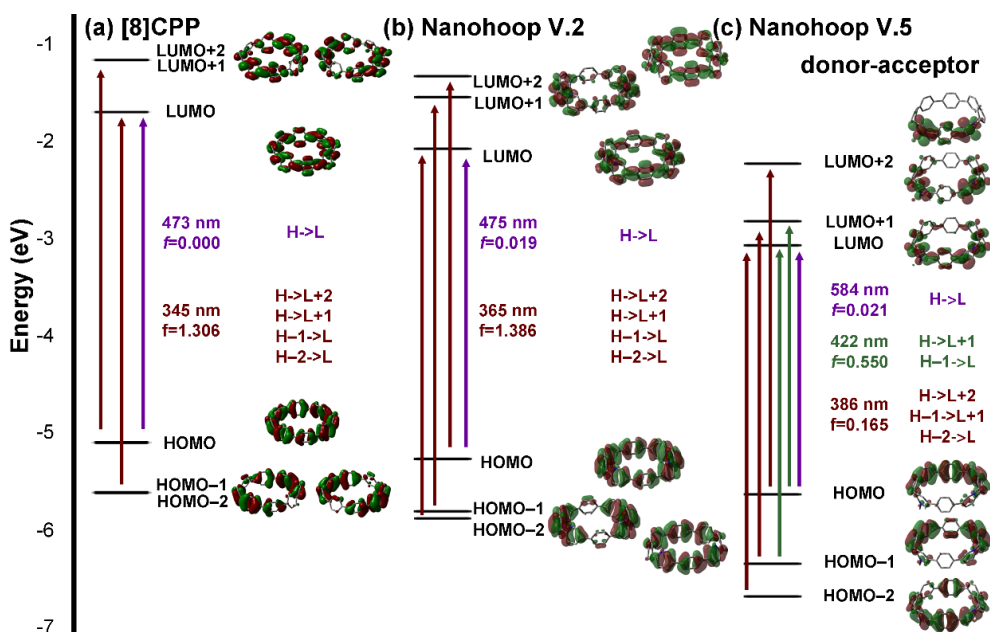 Energy (eV)
-1
-2
-3
-4
-5
-6
-7
(a) [8]CPP
LUMO+2
LUMO+1
LUMO
473 nm
f=0.000
H->L
345 nm
f=1.306
H->L+2
H->L+1
H–1->L
H–2->L
HOMO
HOMO–1
HOMO–2
(b) Nanohoop V.2
LUMO+2
LUMO+1
LUMO
475 nm
f=0.019
H->L
365 nm
f=1.386
H->L+2
H->L+1
H–1->L
H–2->L
HOMO
HOMO–1
HOMO–2
(c) Nanohoop V.5
donor-acceptor
LUMO+2
LUMO+1
LUMO
584 nm
f=0.021
H->L
422 nm
f=0.550
H->L+1
H–1->L
386 nm
f=0.165
H->L+2
H–1->L+1
H–2->L
HOMO
HOMO–1
HOMO–2